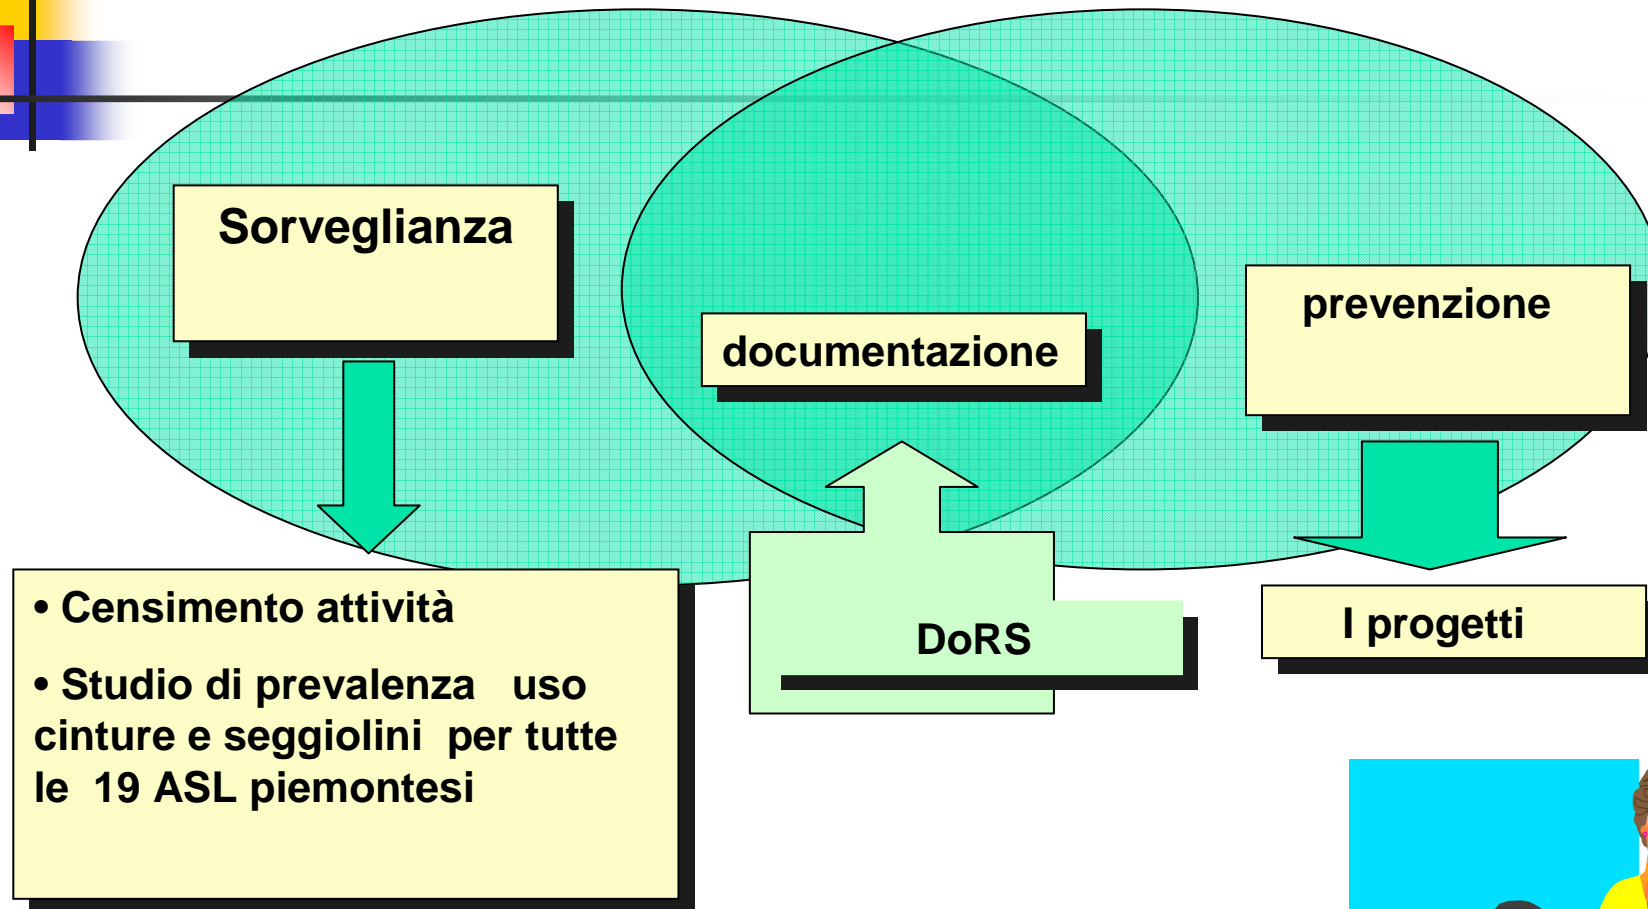 Sorveglianza
documentazione
prevenzione
DoRS
I progetti
• Censimento attività
• Studio di prevalenza uso
cinture e seggiolini per tutte
le 19 ASL piemontesi